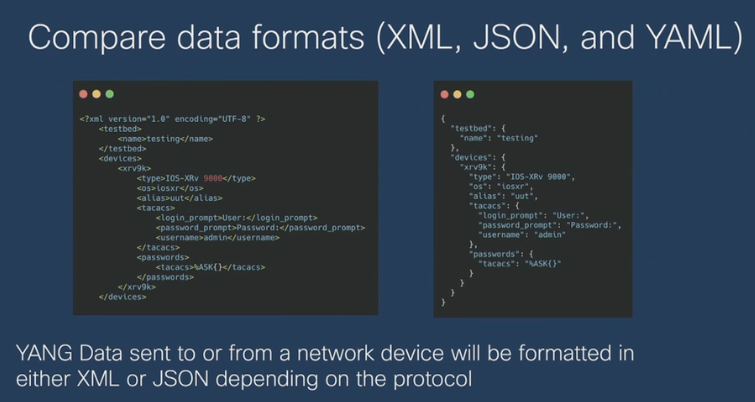 Compare data formats (XML, JSON, and YAML)
<?xml version="1.0" encoding="UTF-8" ?>
<testbed>
<name>testing</name>
</testbed>
<devices>
<xrv9k>
<type>IOS-XRv 9000</type>
<os>iosxr</os>
<alias>uut</alias>
<tacacs>
<login_prompt>User:</login_prompt>
<password_prompt>Password:</password_prompt>
<username>admin</username>
</tacacs>
<passwords>
<tacacs>%ASK{}</tacacs>
</passwords>
</xrv9k>
</devices>
{
"testbed": {
"name": "testing"
},
"devices": {
"xrv9k": {
"type": "IOS-XRv 9000",
"os": "iosxr",
"alias": "uut",
"tacacs": {
"login_prompt": "User:",
"password_prompt": "Password:",
"username": "admin"
},
"passwords": {
"tacacs": "%ASK{}"
}
}
}
}
YANG Data sent to or from a network device will be formatted in
either XML or JSON depending on the protocol